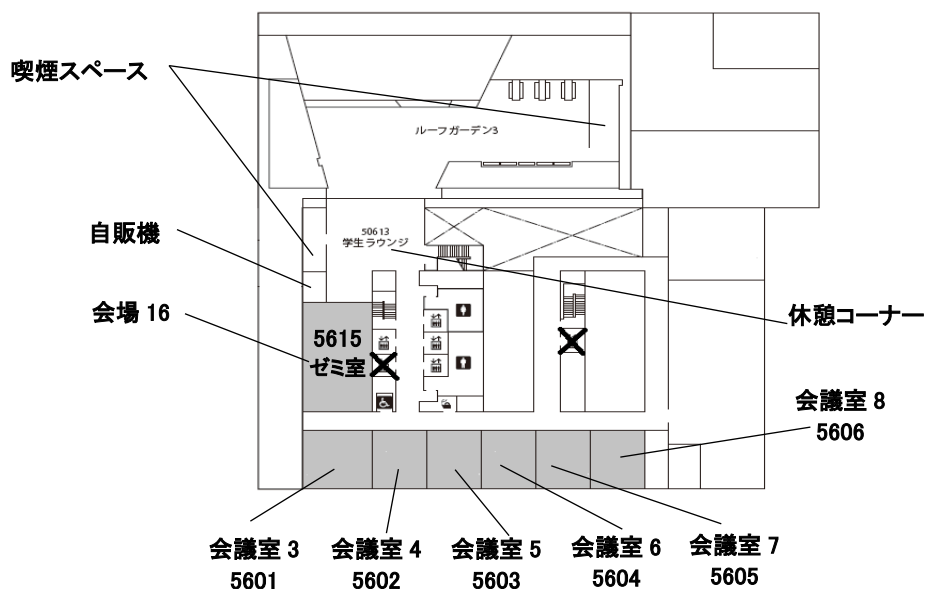 喫煙スペース
ルーフガーデン3
50613
学生ラウンジ
自販機
会場 16
5615
ゼミ室
休憩コーナー
会議室 8
5606
会議室 3
5601
会議室 4
5602
会議室 5
5603
会議室 6
5604
会議室 7
5605